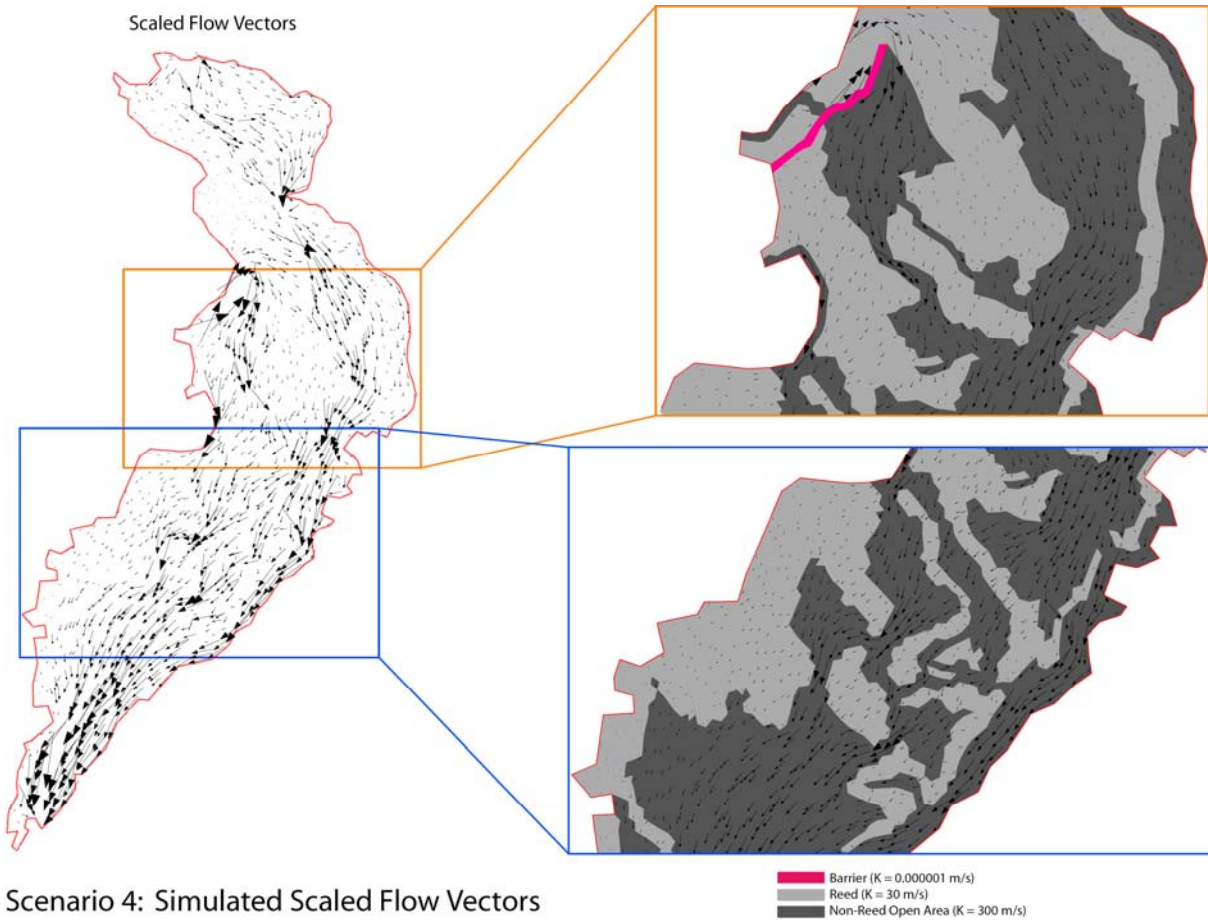 Scaled Flow Vectors
Scenario 4: Simulated Scaled Flow Vectors
Barrier (K = 0.000001 m/s)
Reed (K = 30 m/s)
Non-Reed Open Area (K = 300 m/s)